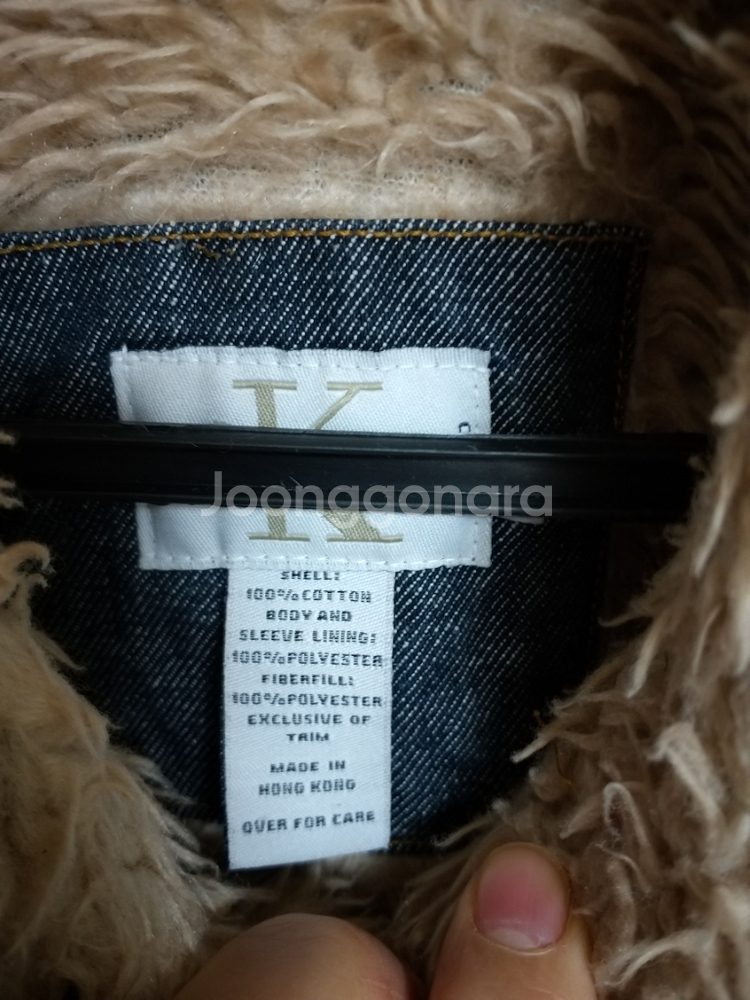 K
Joonggonara
SHELL:
100%COTTON
BODY AND
SLEEVE LINING:
100%POLYESTER
FIBERFILL:
100%POLYESTER
EXCLUSIVE OF
TRIM
MADE IN
HONG KONG
OVER FOR CARE